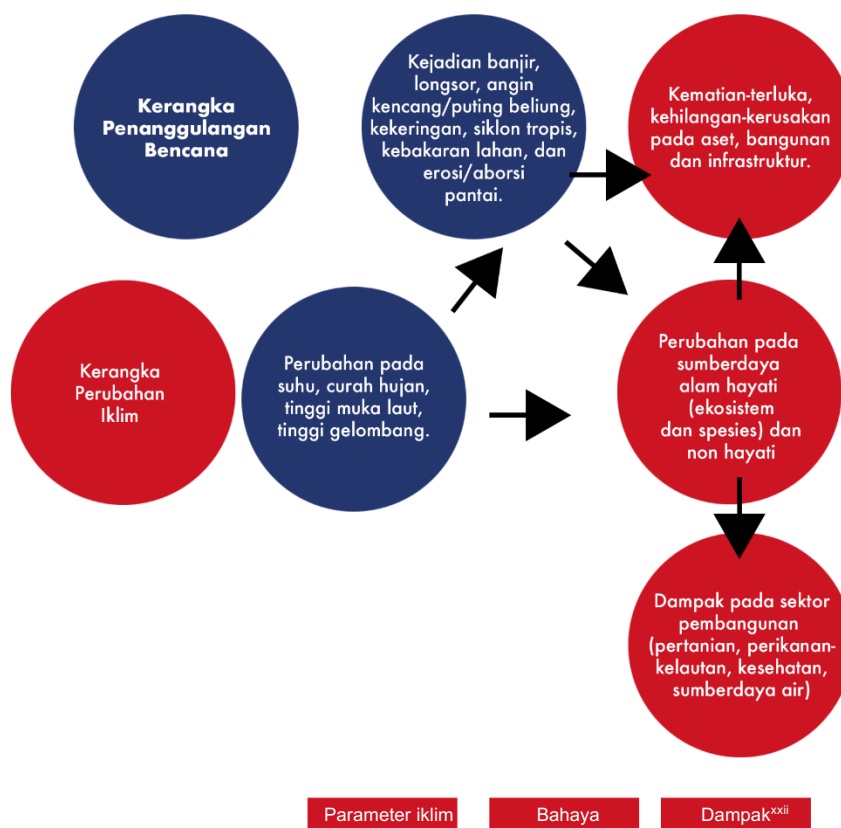 Kerangka
Penanggulangan
Bencana
Kejadian banjir,
longsor, angin
kencang/puting beliung,
kekeringan, siklon tropis,
kebakaran lahan, dan
erosi/aborsi
pantai.
Kematian-terluka,
kehilangan-kerusakan
pada aset, bangunan
dan infrastruktur.
Kerangka
Perubahan
Iklim
Perubahan pada
suhu, curah hujan,
tinggi muka laut,
tinggi gelombang.
Perubahan pada
sumberdaya
alam hayati
(ekosistem
dan spesies) dan
non hayati
Dampak pada sektor
pembangunan
(pertanian, perikanan-
kelautan, kesehatan,
sumberdaya air)
Parameter iklim
Bahaya
Dampakxxii